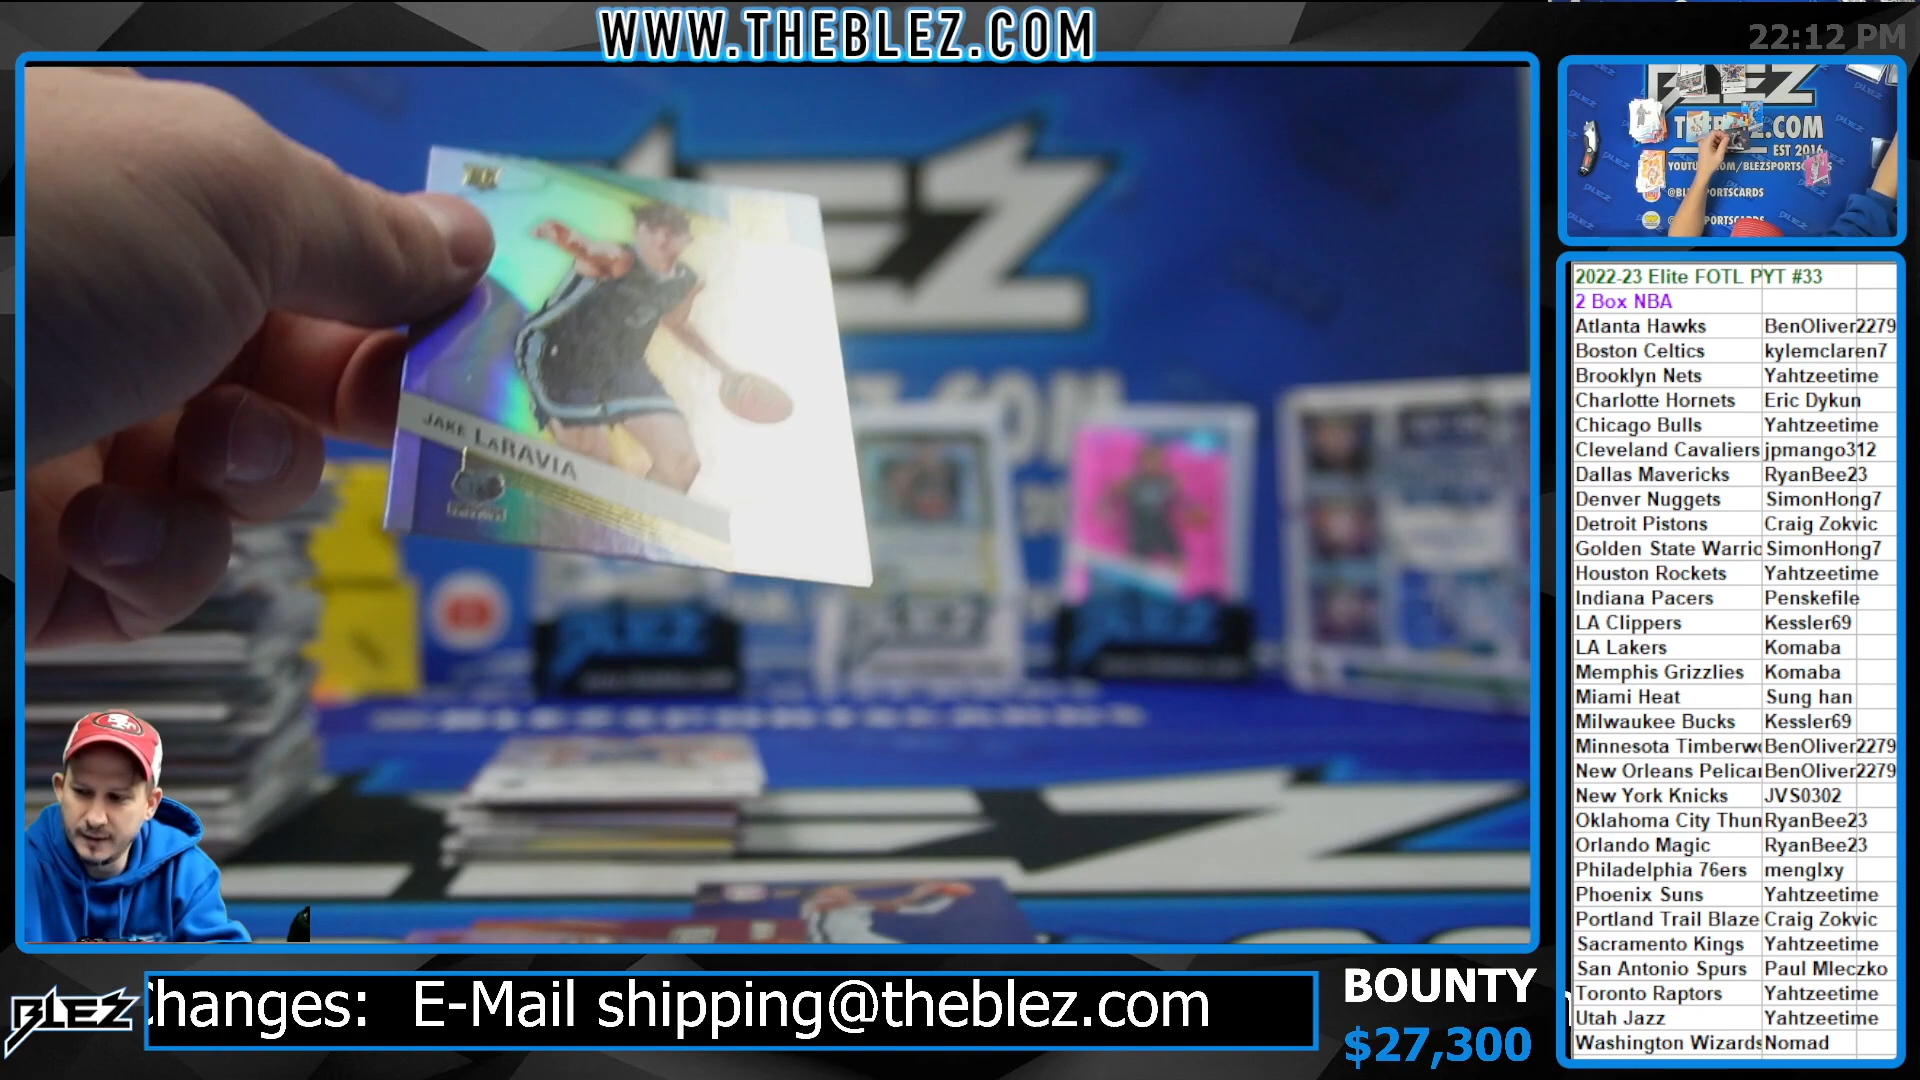 WWW.THEBLEZ.COM
22:12 PM
JAKE LARAVIA
BLEZ
BLEZ
EST 2016
2022-23 Elite FOTL PYT #33
2 Box NBA
Atlanta Hawks BenOliver2279
Boston Celtics kylemclaren7
Brooklyn Nets Yahtzeetime
Charlotte Hornets Eric Dykun
Chicago Bulls Yahtzeetime
Cleveland Cavaliers jpmango312
Dallas Mavericks RyanBee23
Denver Nuggets SimonHong7
Detroit Pistons Craig Zokvic
Golden State Warric SimonHong7
Houston Rockets Yahtzeetime
Indiana Pacers Penskefile
LA Clippers Kessler69
LA Lakers Komaba
Memphis Grizzlies Komaba
Miami Heat Sung han
Milwaukee Bucks Kessler69
Minnesota Timberwo BenOliver2279
New Orleans Pelicar BenOliver2279
New York Knicks JVS0302
Oklahoma City Thun RyanBee23
Orlando Magic RyanBee23
Philadelphia 76ers menglxy
Phoenix Suns Yahtzeetime
Portland Trail Blaze Craig Zokvic
Sacramento Kings Yahtzeetime
San Antonio Spurs Paul Mleczko
Toronto Raptors Yahtzeetime
Utah Jazz Yahtzeetime
Washington Wizards Nomad
BLEZ
hanges: E-Mail shipping@theblez.com
BOUNTY
$27,300